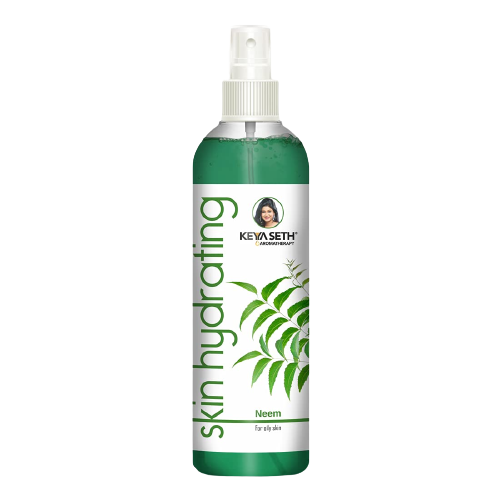 skin hydrating
KEYA SETH®
AROMATHERAPY
Neem
For oily skin